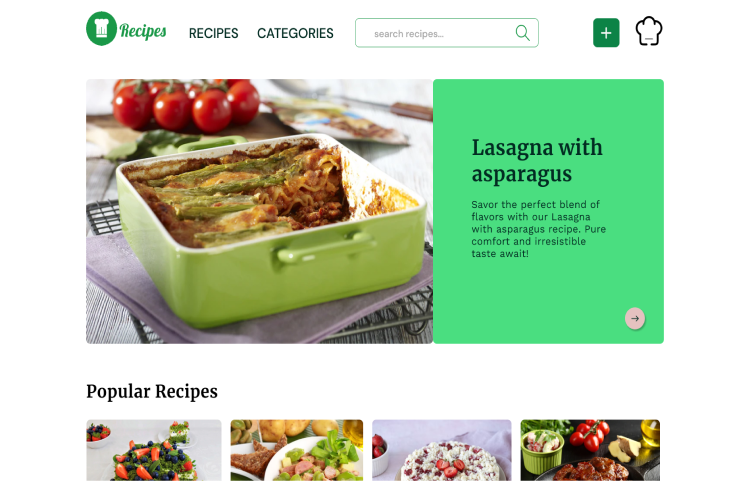 Recipes
RECIPES
CATEGORIES
search recipes...
Lasagna with
asparagus
Savor the perfect blend of
flavors with our Lasagna
with asparagus recipe. Pure
comfort and irresistible
taste await!
Popular Recipes